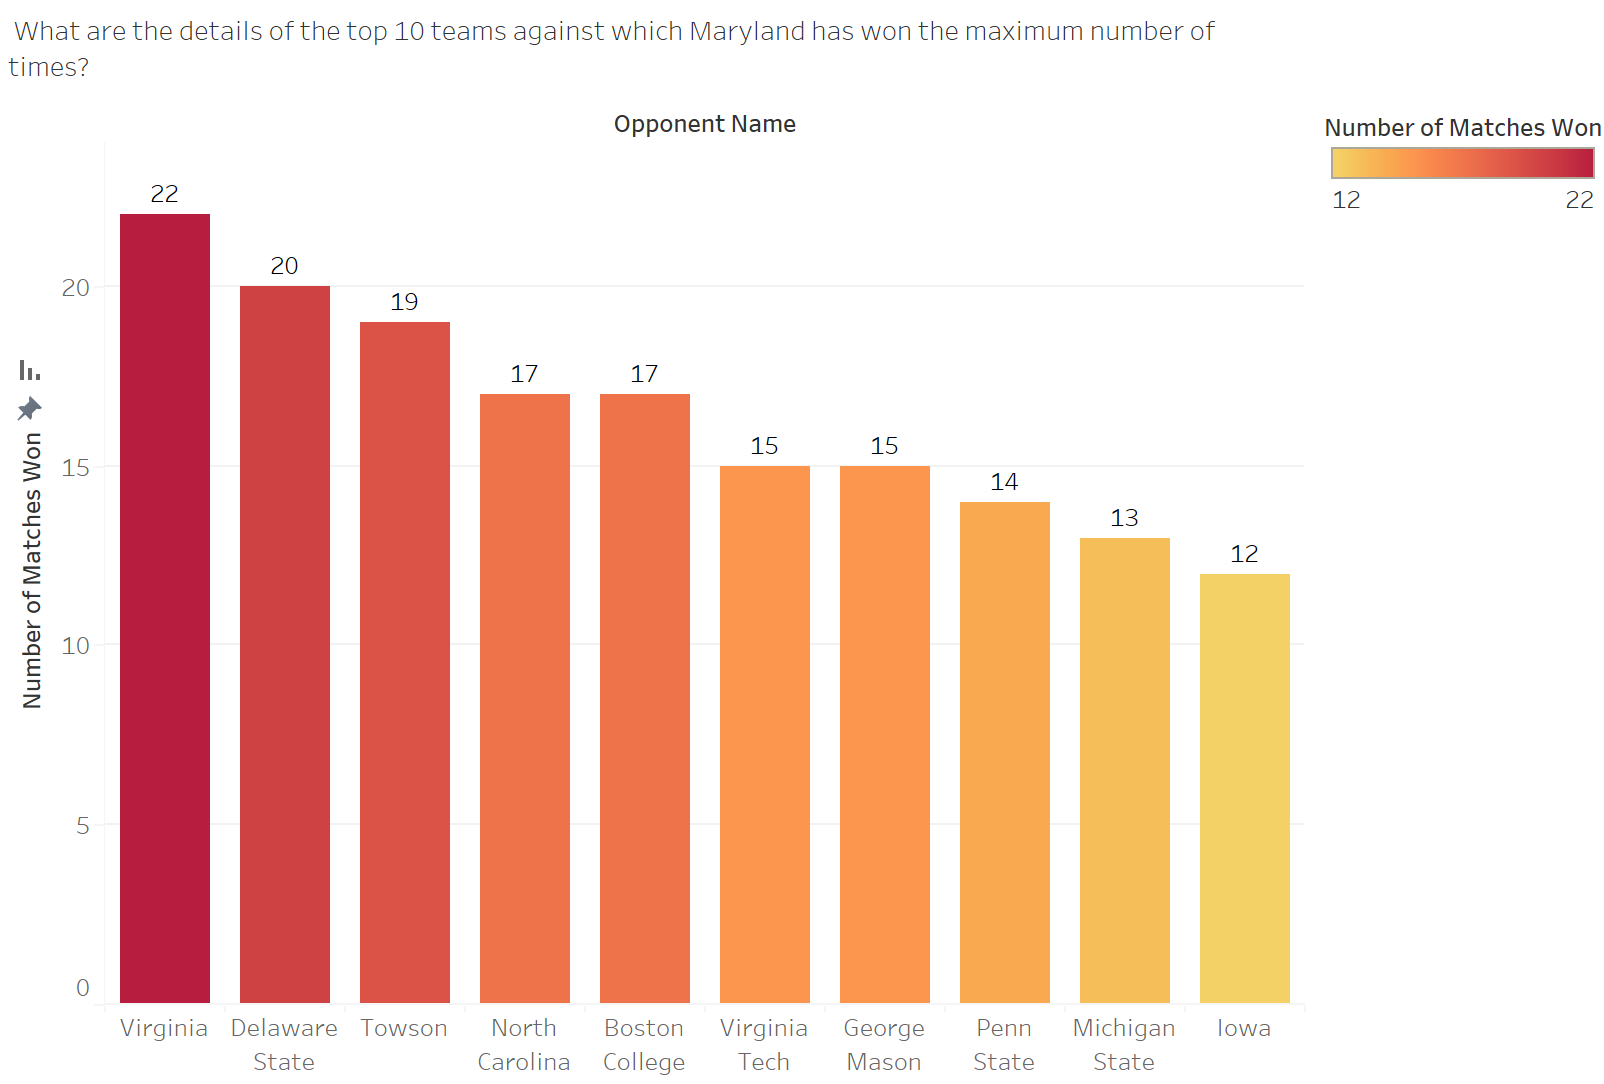 What are the details of the top 10 teams against which Maryland has won the maximum number of
times?
Opponent Name
Number of Matches Won
12 22
Number of Matches Won
20
15
10
5
0
22
20
19
17
17
15
15
14
13
12
Virginia
Delaware
State
Towson
North
Carolina
Boston
College
Virginia
Tech
George
Mason
Penn
State
Michigan
State
Iowa